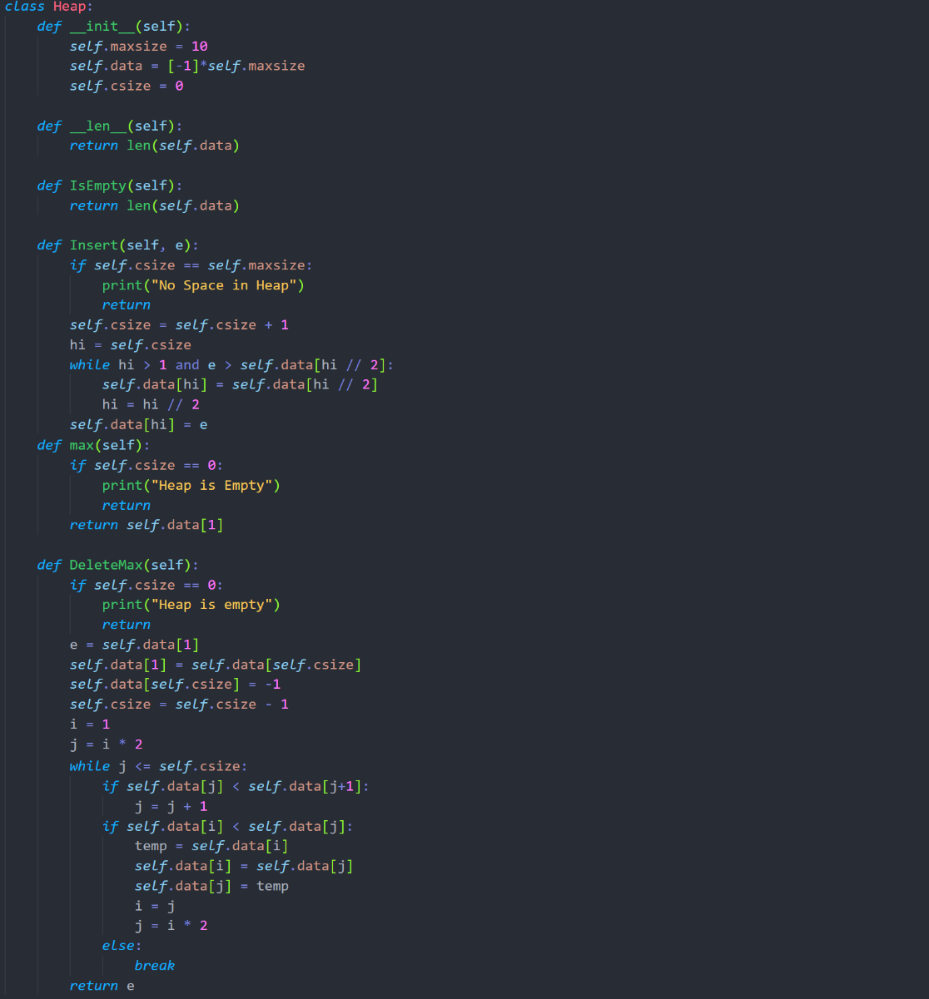 class Heap:
    def __init__(self):
        self.maxsize = 10
        self.data = [-1]*self.maxsize
        self.csize = 0

    def __len__(self):
        return len(self.data)

    def IsEmpty(self):
        return len(self.data)

    def Insert(self, e):
        if self.csize == self.maxsize:
            print("No Space in Heap")
            return
        self.csize = self.csize + 1
        hi = self.csize
        while hi > 1 and e > self.data[hi // 2]:
            self.data[hi] = self.data[hi // 2]
            hi = hi // 2
        self.data[hi] = e
    def max(self):
        if self.csize == 0:
            print("Heap is Empty")
            return
        return self.data[1]

    def DeleteMax(self):
        if self.csize == 0:
            print("Heap is empty")
            return
        e = self.data[1]
        self.data[1] = self.data[self.csize]
        self.data[self.csize] = -1
        self.csize = self.csize - 1
        i = 1
        j = i * 2
        while j <= self.csize:
            if self.data[j] < self.data[j+1]:
                j = j + 1
            if self.data[i] < self.data[j]:
                temp = self.data[i]
                self.data[i] = self.data[j]
                self.data[j] = temp
                i = j
                j = i * 2
            else:
                break
        return e